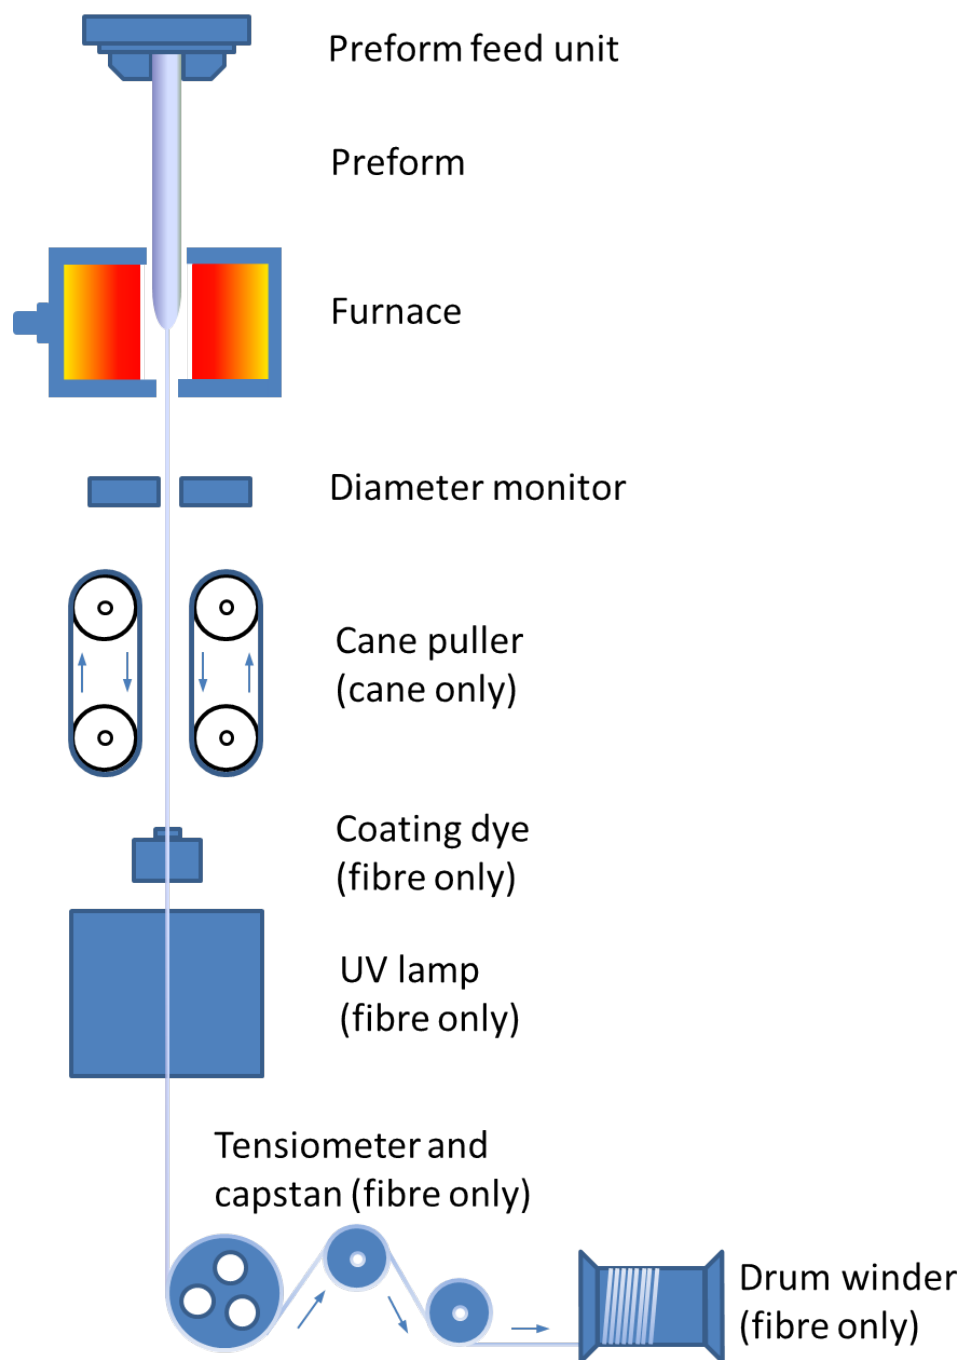 Preform feed unit
Preform
Furnace
Diameter monitor
Cane puller
(cane only)
Coating dye
(fibre only)
UV lamp
(fibre only)
Tensiometer and
capstan (fibre only)
Drum winder
(fibre only)